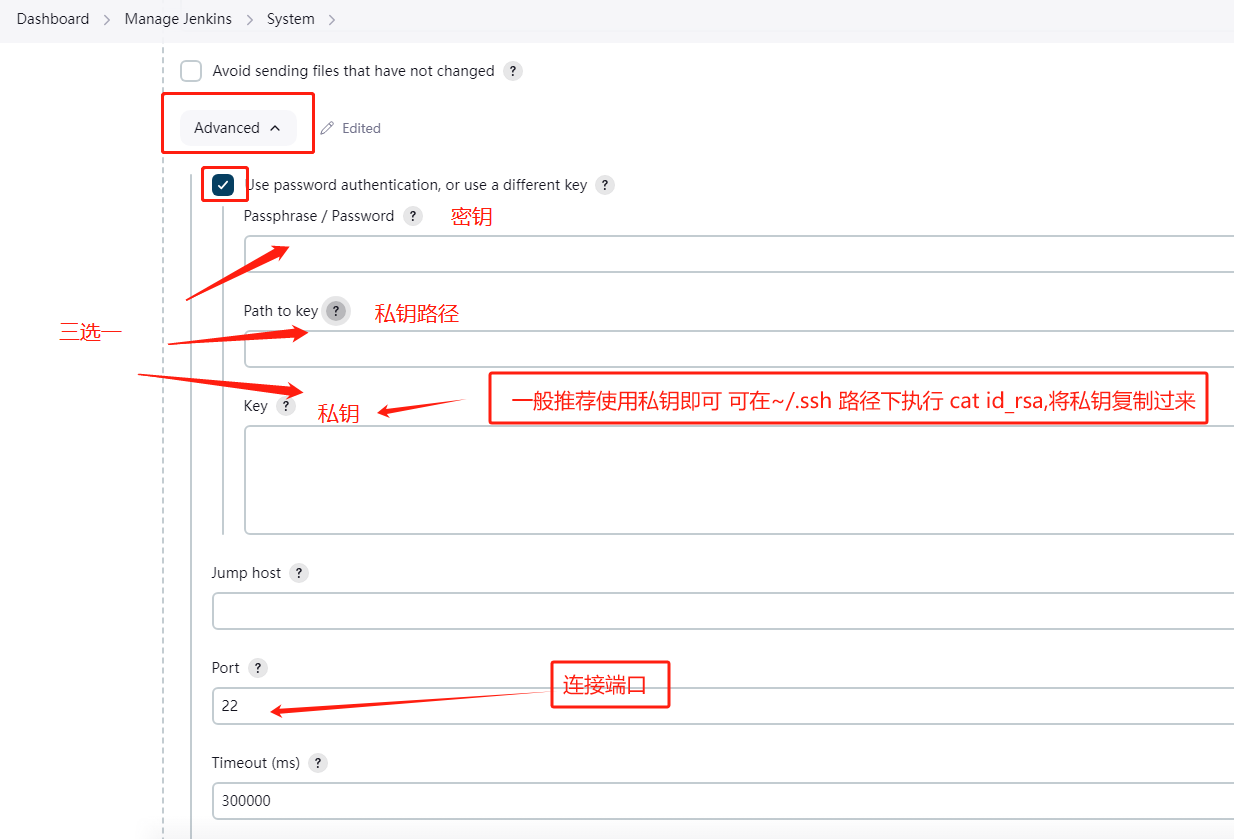 Dashboard > Manage Jenkins > System >
Avoid sending files that have not changed ?
Advanced Edited
Use password authentication, or use a different key ?
Passphrase / Password ? 密钥
Path to key ? 私钥路径
三选一
Key ? 私钥
一般推荐使用私钥即可 可在~/.ssh 路径下执行 cat id_rsa,将私钥复制过来
Jump host ?
Port ?
连接端口
22
Timeout (ms) ?
300000